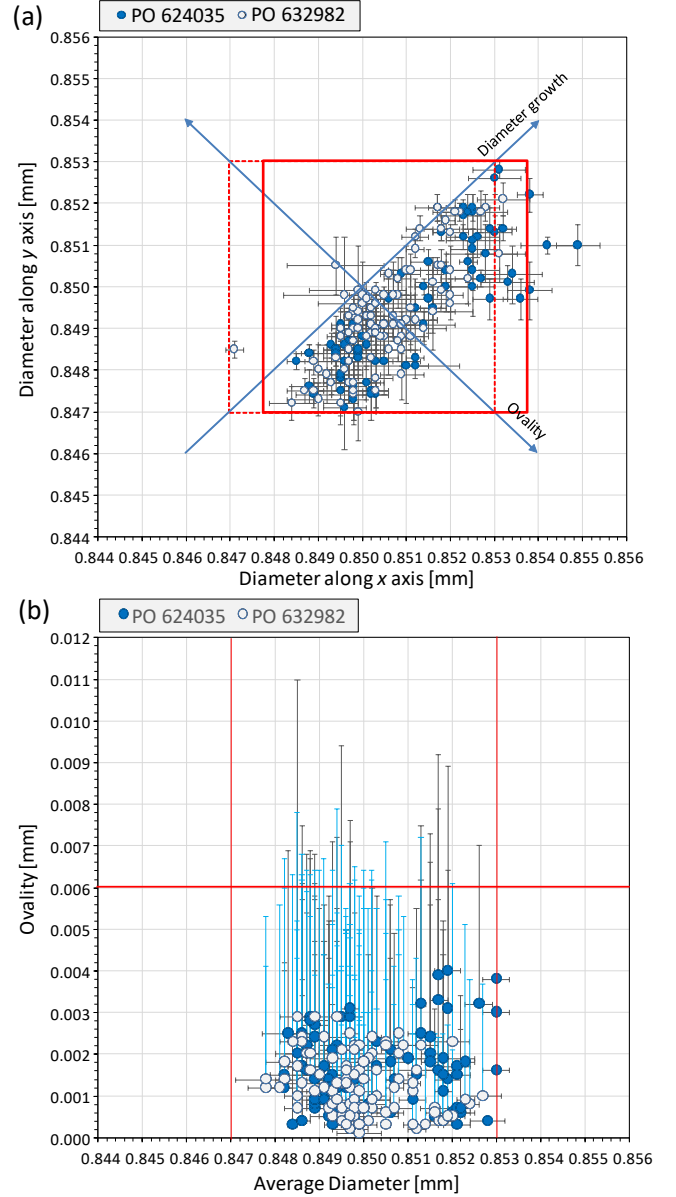 (a)
PO 624035 PO 632982
0.856
0.855
0.854
0.853
0.852
0.851
0.850
0.849
0.848
0.847
0.846
0.845
0.844
Diameter along y axis [mm]
Diameter growth
Ovality
0.844 0.845 0.846 0.847 0.848 0.849 0.850 0.851 0.852 0.853 0.854 0.855 0.856
Diameter along x axis [mm]
(b)
PO 624035 PO 632982
0.012
0.011
0.010
0.009
0.008
0.007
0.006
0.005
0.004
0.003
0.002
0.001
0.000
Ovality [mm]
0.844 0.845 0.846 0.847 0.848 0.849 0.850 0.851 0.852 0.853 0.854 0.855 0.856
Average Diameter [mm]